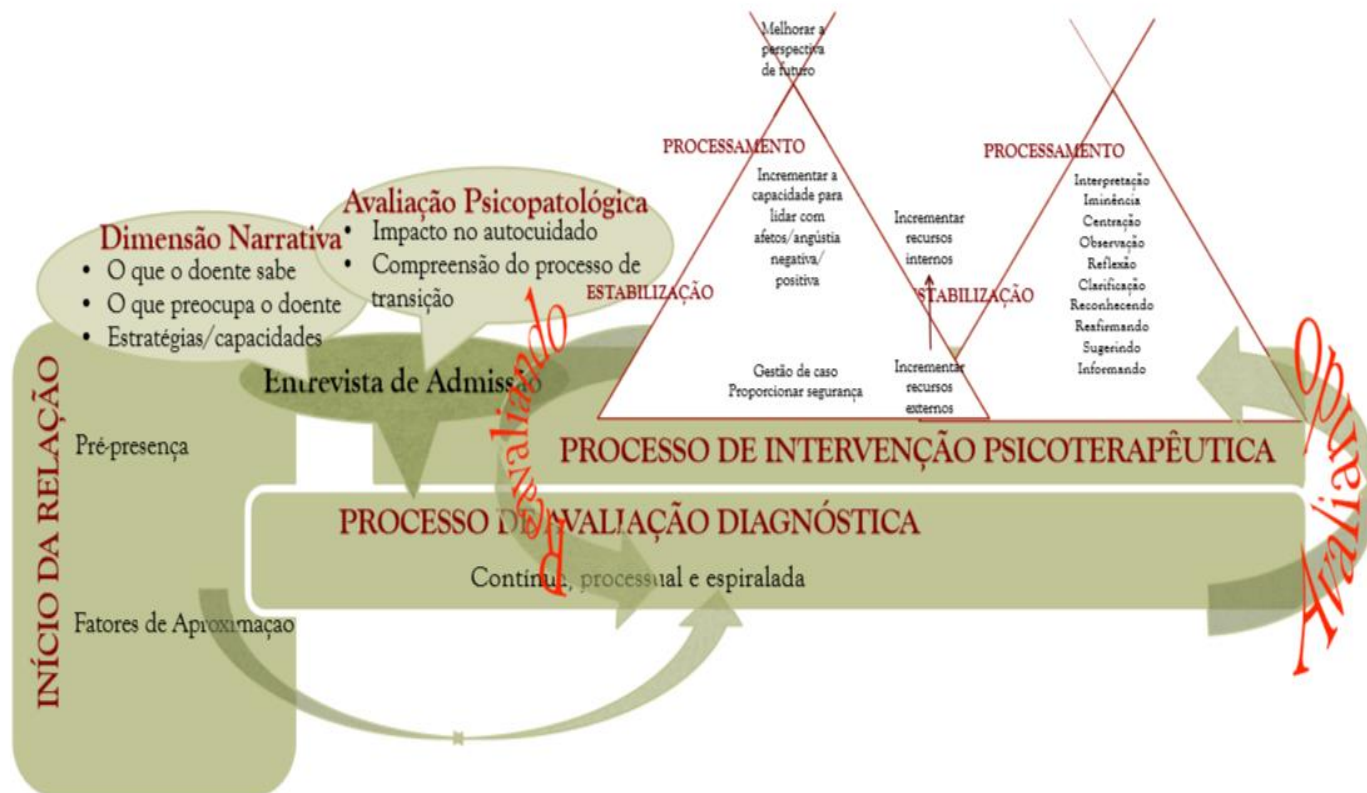 Melhorar a
perspectiva
de futuro
PROCESSAMENTO
Incrementar a
capacidade para
lidar com
afetos/angústia
negativa/
positiva
ESTABILIZAÇÃO
Gestão de caso
Proporcionar segurança
Incrementar
recursos
internos
Incrementar
recursos
externos
PROCESSAMENTO
Interpretação
Iminência
Centração
Observação
Reflexão
Clarificação
Reconhecendo
Reafirmando
Sugerindo
Informando
STABILIZAÇÃO
Avaliação Psicopatológica
• Impacto no autocuidado
• Compreensão do processo de
transição
Dimensão Narrativa
• O que o doente sabe
• O que preocupa o doente
• Estratégias/capacidades
Entrevista de Admissão
INÍCIO DA RELAÇÃO
Pré-presença
Fatores de Aproximação
Reavaliando
Avaliando
PROCESSO DE INTERVENÇÃO PSICOTERAPÊUTICA
PROCESSO DE AVALIAÇÃO DIAGNÓSTICA
Contínua, processual e espiralada